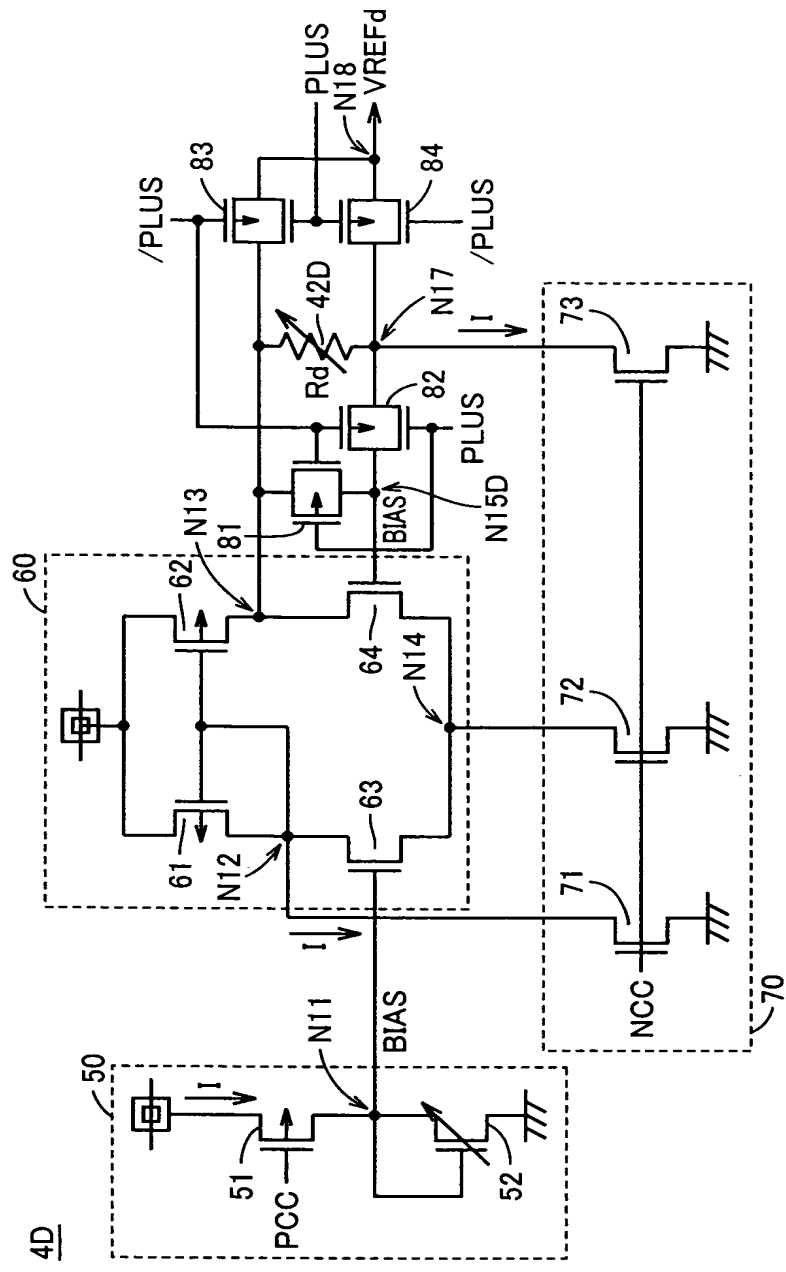 4D
50
I
51
PCC
N11
52
BIAS
60
61
62
N12
N13
I
63
64
N14
81
BIAS
N15D
82
PLUS
Rd
42D
/PLUS
83
PLUS
N18
VREFd
84
/PLUS
N17
I
71
72
73
NCC
70